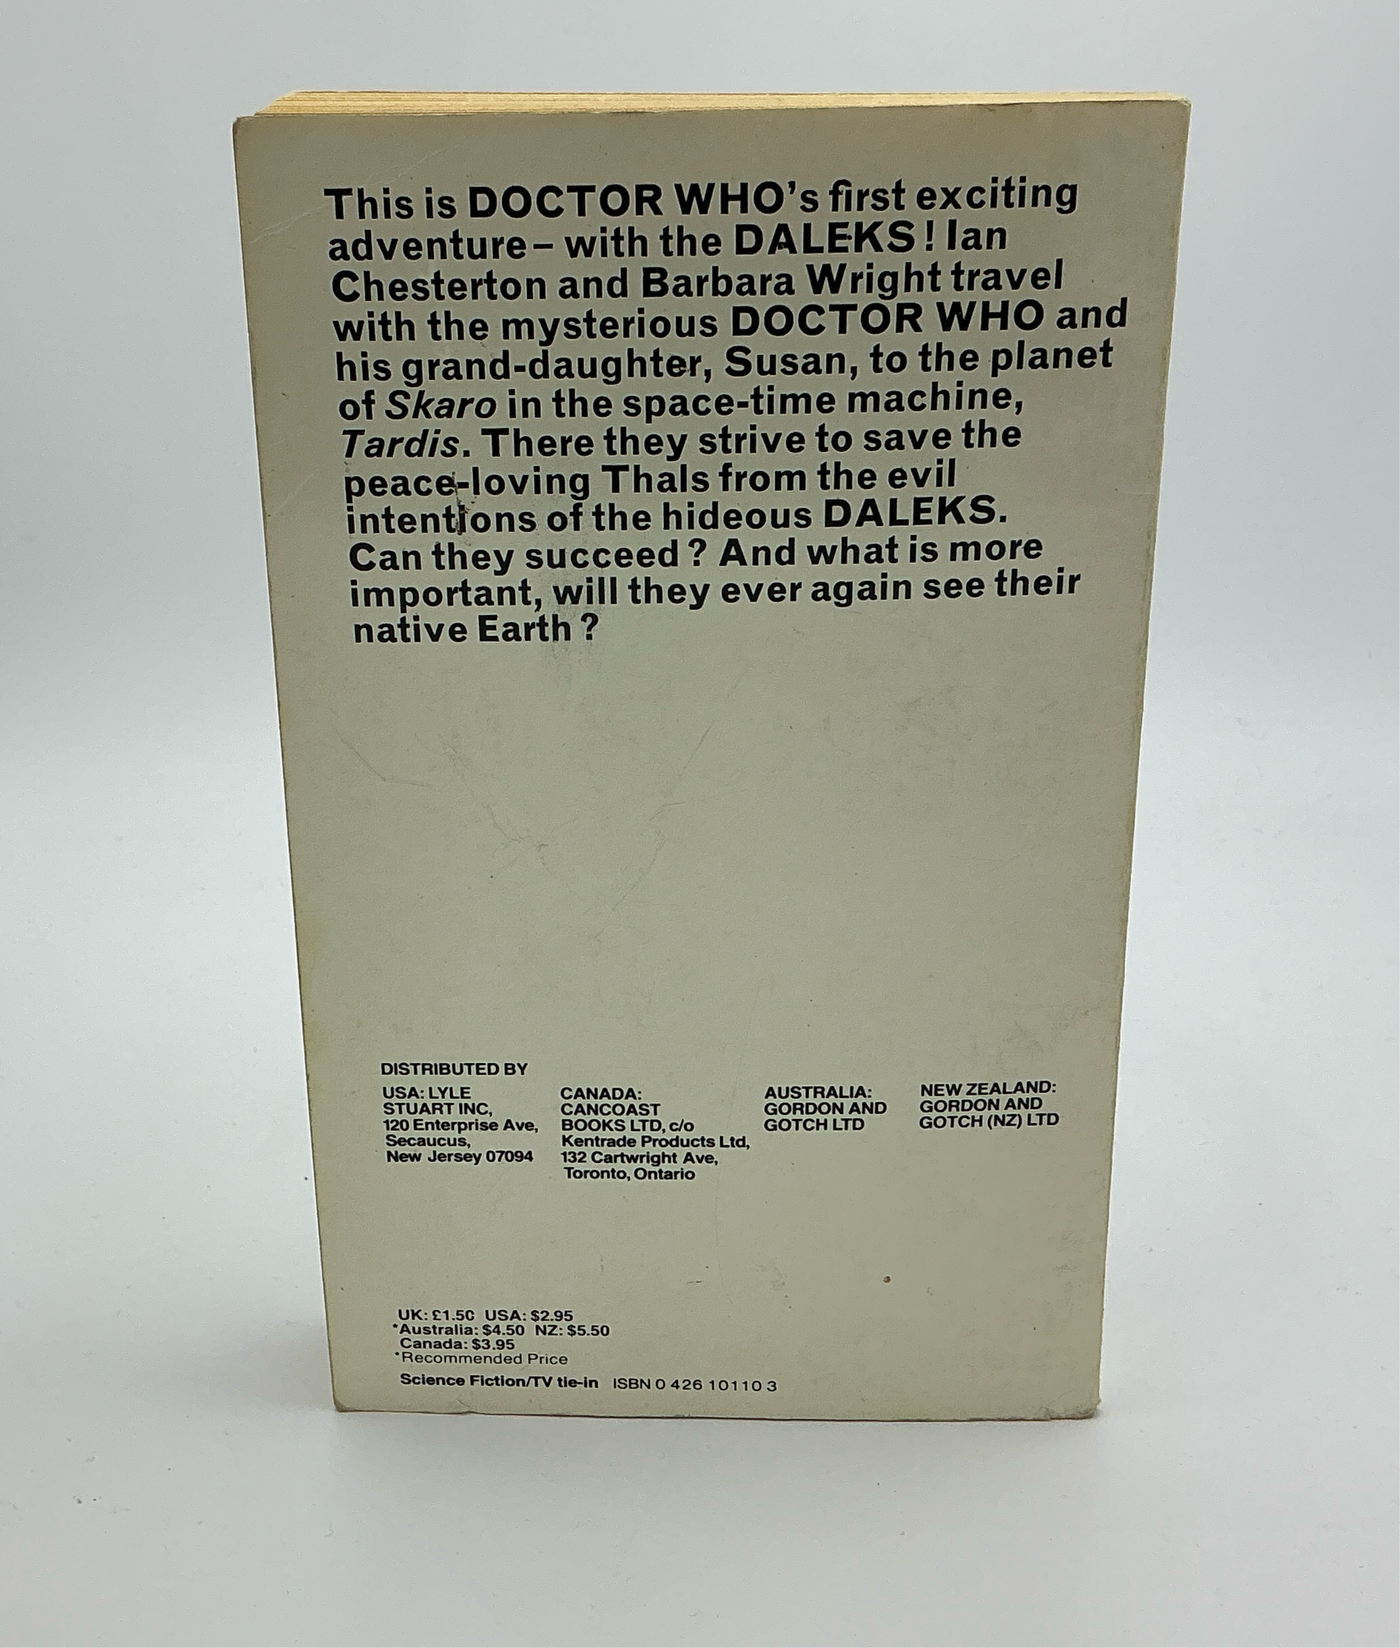 This is DOCTOR WHO's first exciting
adventure– with the DALEKS! Ian
Chesterton and Barbara Wright travel
with the mysterious DOCTOR WHO and
his grand-daughter, Susan, to the planet
of Skaro in the space-time machine,
Tardis. There they strive to save the
peace-loving Thals from the evil
intentions of the hideous DALEKS.
Can they succeed? And what is more
important, will they ever again see their
native Earth?
DISTRIBUTED BY
USA: LYLE
STUART INC,
120 Enterprise Ave,
Secaucus,
New Jersey 07094
CANADA:
CANCOAST
BOOKS LTD, c/o
Kentrade Products Ltd,
132 Cartwright Ave,
Toronto, Ontario
AUSTRALIA:
GORDON AND
GOTCH LTD
NEW ZEALAND:
GORDON AND
GOTCH (NZ) LTD
UK: £1.50 USA: $2.95
*Australia: $4.50 NZ: $5.50
Canada: $3.95
*Recommended Price
Science Fiction/TV tie-in ISBN 0 426 10110 3